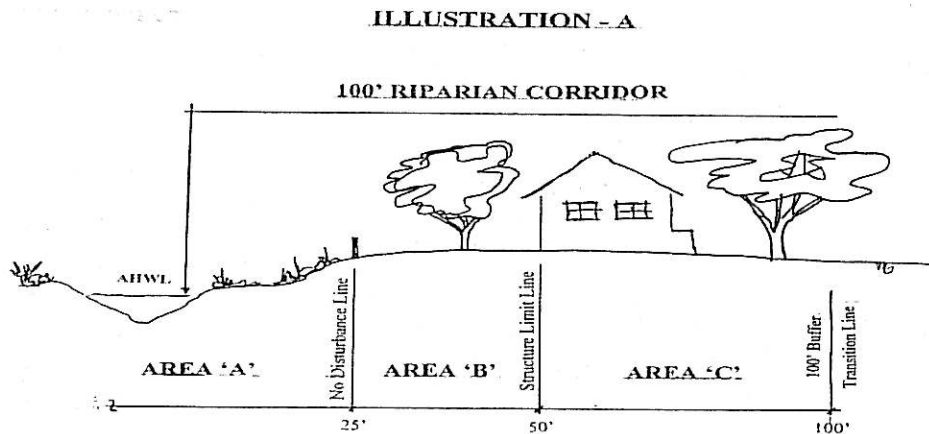 ILLUSTRATION - A
100' RIPARIAN CORRIDOR
AHWL
No Disturbance Line
Structure Limit Line
100' Buffer
Transition Line
AREA 'A'
AREA 'B'
AREA 'C'
25'
50'
100'